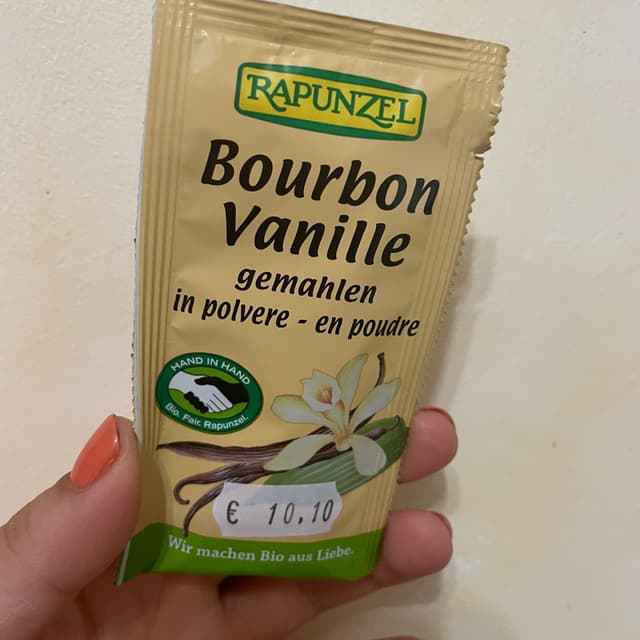 RAPUNZEL
Bourbon
Vanille
gemahlen
in polvere - en poudre
HAND IN HAND
Bio. Fair. Rapunzel.
€ 10,10
Wir machen Bio aus Liebe.